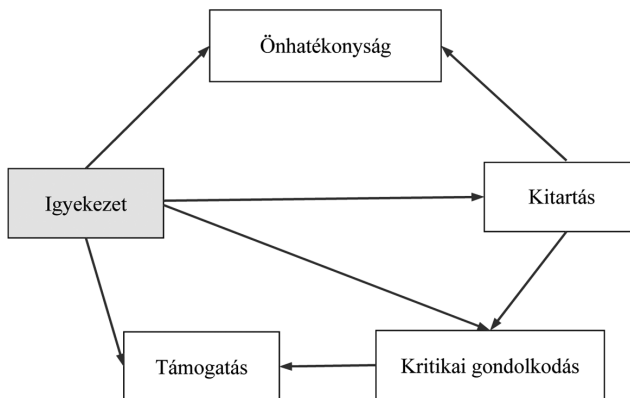 Önhatékonyság
Igyekezet
Kitartás
Támogatás
Kritikai gondolkodás